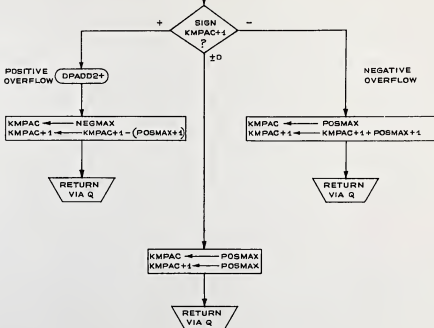 +
SIGN
KMPAC+1
?
-
±0
POSITIVE
OVERFLOW
DPADD2+
NEGATIVE
OVERFLOW
KMPAC ← NEGMAX
KMPAC+1 ← KMPAC+1-(POSMAX+1)
KMPAC ← POSMAX
KMPAC+1 ← KMPAC+1+POSMAX+1
RETURN
VIA Q
RETURN
VIA Q
KMPAC ← POSMAX
KMPAC+1 ← POSMAX
RETURN
VIA Q